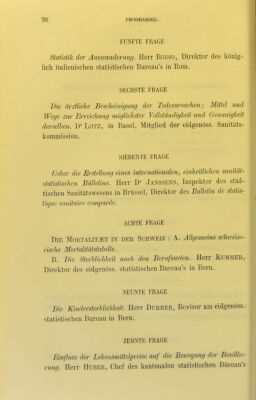 70 PROGRAMME.
FÜNFTE FRAGE
Statistik der Auswanderung. Herr BODIO, Direktor des könig-
lich italienischen statistischen Bureau's in Rom.
SECHSTE FRAGE
Die ärztliche Bescheinigung der Todesursachen; Mittel und
Wege zur Erreichung möglichster Vollständigkeit und Genauigkeit
derselben. Dr LOTZ, in Basel, Mitglied der eidgenöss. Sanitäts-
kommission.
SIEBENTE FRAGE
Ueber die Erstellung eines internationalen, einheitlichen sanität-
statistischen Bülletins. Herr Dr JANSSENS, Inspektor des städ-
tischen Sanitätswesens in Brüssel, Direktor des Bulletin de statis-
tique sanitaire comparée.
ACHTE FRAGE
DIE MORTALITÆT IN DER SCHWEIZ; A. Allgemeine schweize-
rische Mortalitätstabelle.
B. Die Sterblichkeit nach den Berufsarten. Herr KUMMER,
Direktor des eidgenöss. statistischen Bureau's in Bern.
NEUNTE FRAGE
Die Kindersterblichkeit. Herr DURRER, Revisor am eidgenöss.
statistischen Bureau in Bern.
ZEHNTE FRAGE
Einfluss der Lebensmittelpreise auf die Bewegung der Bevölke-
rung. Herr HUBER, Chef des kantonalen statistischen Büreau's